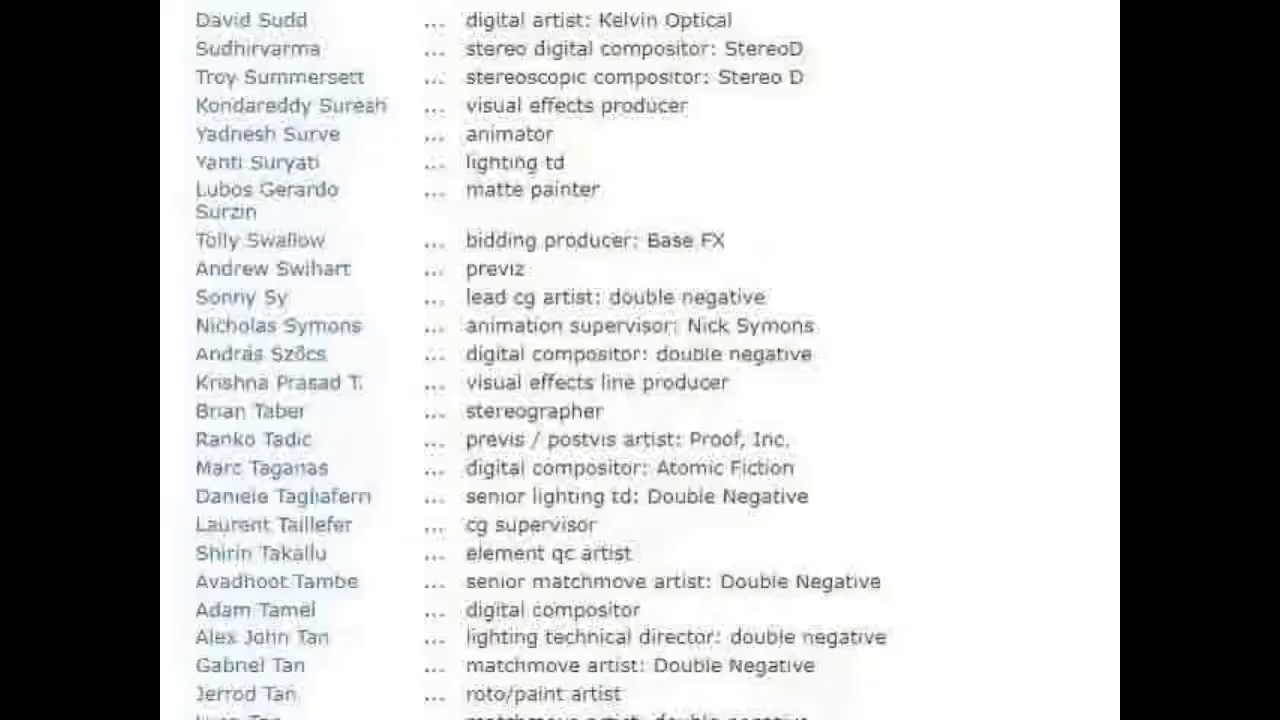 David Sudd ... digital artist: Kelvin Optical
Sudhirvarma ... stereo digital compositor: StereoD
Troy Summersett ... stereoscopic compositor: Stereo D
Kondareddy Suresh ... visual effects producer
Yadnesh Surve ... animator
Yanti Suryati ... lighting td
Lubos Gerardo ... matte painter
Surzin
Tolly Swallow ... bidding producer: Base FX
Andrew Swihart ... previz
Sonny Sy ... lead cg artist: double negative
Nicholas Symons ... animation supervisor: Nick Symons
András Szöcs ... digital compositor: double negative
Krishna Prasad T. ... visual effects line producer
Brian Taber ... stereographer
Ranko Tadic ... previs / postvis artist: Proof, Inc.
Marc Taganas ... digital compositor: Atomic Fiction
Daniele Tagliaferri ... senior lighting td: Double Negative
Laurent Taillefer ... cg supervisor
Shirin Takallu ... element qc artist
Avadhoot Tambe ... senior matchmove artist: Double Negative
Adam Tamel ... digital compositor
Alex John Tan ... lighting technical director: double negative
Gabriel Tan ... matchmove artist: Double Negative
Jerrod Tan ... roto/paint artist